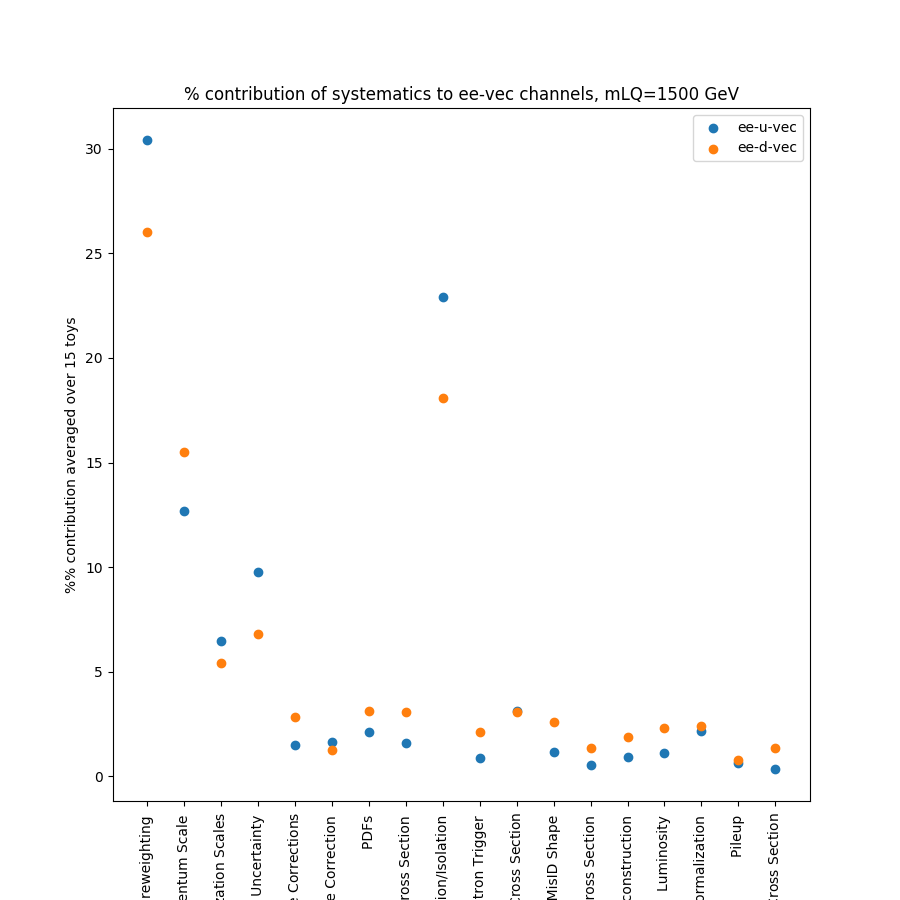 % contribution of systematics to ee-vec channels, mLQ=1500 GeV
ee-u-vec
ee-d-vec
%% contribution averaged over 15 toys
30
25
20
15
10
5
0
reweighting
entum Scale
zation Scales
Uncertainty
e Corrections
e Correction
PDFs
ross Section
ion/Isolation
tron Trigger
Cross Section
MisID Shape
ross Section
construction
Luminosity
ormalization
Pileup
Cross Section